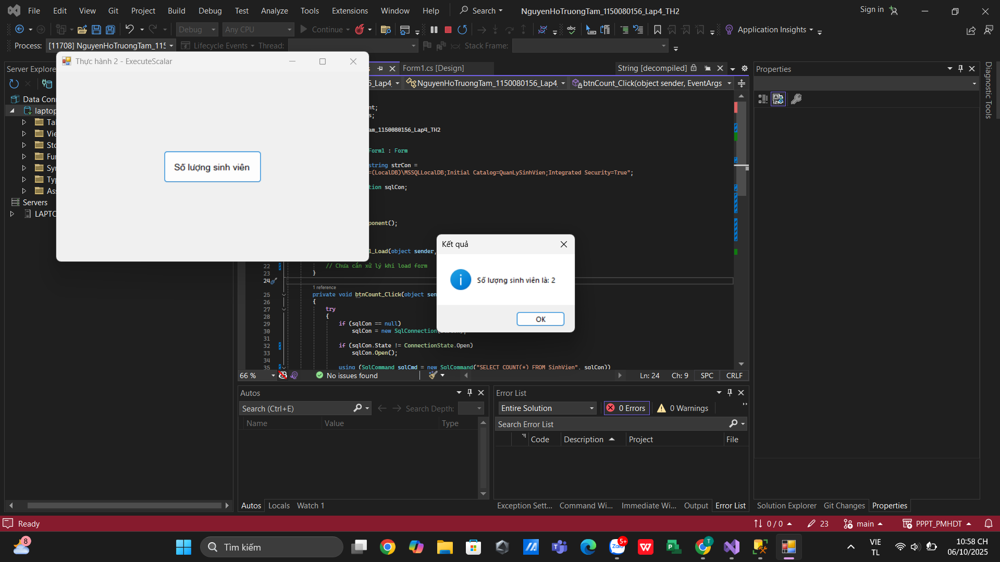 File Edit View Git Project Build Debug Test Analyze Tools Extensions Window Help Search NguyenHoTruongTam_1150080156_Lap4_TH2 Sign in
Debug Any CPU Continue Application Insights
Process: [11708] NguyenHoTruongTam_115 Lifecycle Events Thread: Stack Frame:
Thực hành 2 - ExecuteScalar
Số lượng sinh viên
Server Explore
Data Con
laptop
Ta
Vie
Sto
Fur
Syr
Typ
Ass
Servers
LAPTO
Form1.cs [Design] String [decompiled]
_Lap4 NguyenHoTruongTam_1150080156_Lap4 btnCount_Click(object sender, EventArgs
nt;
s;
am_1150080156_Lap4_TH2
Form1 : Form
string strCon =
=(LocalDB)\MSSQLLocalDB;Initial Catalog=QuanLySinhVien;Integrated Security=True";
tion sqlCon;
ponent();
1_Load(object sender,
22 // Chưa cần xử lý khi load form
23 }
24
1 reference
25 private void btnCount_Click(object sen
26 {
27 try
28 {
29 if (sqlCon == null)
30 sqlCon = new SqlConnection
31
32 if (sqlCon.State != ConnectionState.Open)
33 sqlCon.Open();
34
35 using (SqlCommand sqlCmd = new SqlCommand("SELECT COUNT(*) FROM SinhVien", sqlCon))
Kết quả
Số lượng sinh viên là: 2
OK
66 % No issues found Ln: 24 Ch: 9 SPC CRLF
Autos
Search (Ctrl+E) Search Depth:
Name Value Type
Autos Locals Watch 1
Error List
Entire Solution 0 Errors 0 Warnings
Search Error List
Code Description Project File
Exception Sett... Command Wi... Immediate Wi... Output Error List
Properties
Solution Explorer Git Changes Properties
Diagnostic Tools
Ready 0 / 0 23 main PPPT_PMHDT
8
Tìm kiếm
T
Zalo
5+
VIE
TL
10:58 CH
06/10/2025